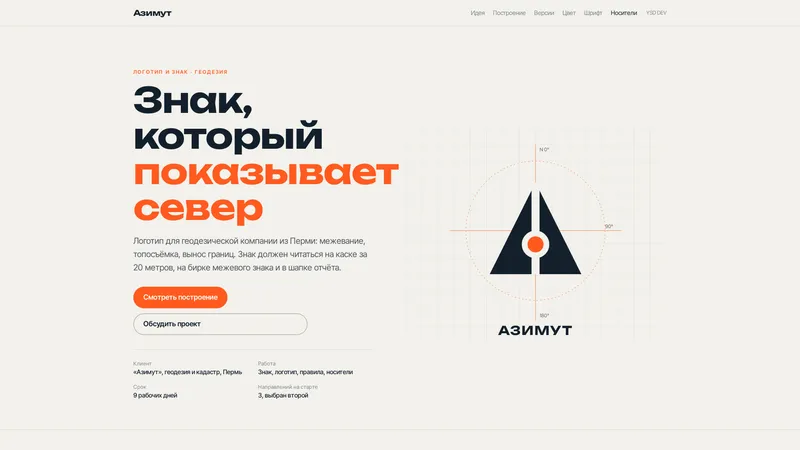 Азимут
Идея Построение Версии Цвет Шрифт Носители YSD DEV
ЛОГОТИП И ЗНАК · ГЕОДЕЗИЯ
Знак,
который
показывает
север
Логотип для геодезической компании из Перми: межевание,
топосъёмка, вынос границ. Знак должен читаться на каске за
20 метров, на бирке межевого знака и в шапке отчёта.
Смотреть построение
Обсудить проект
Клиент
«Азимут», геодезия и кадастр, Пермь
Работа
Знак, логотип, правила, носители
Срок
9 рабочих дней
Направлений на старте
3, выбран второй
N 0°
90°
180°
АЗИМУТ